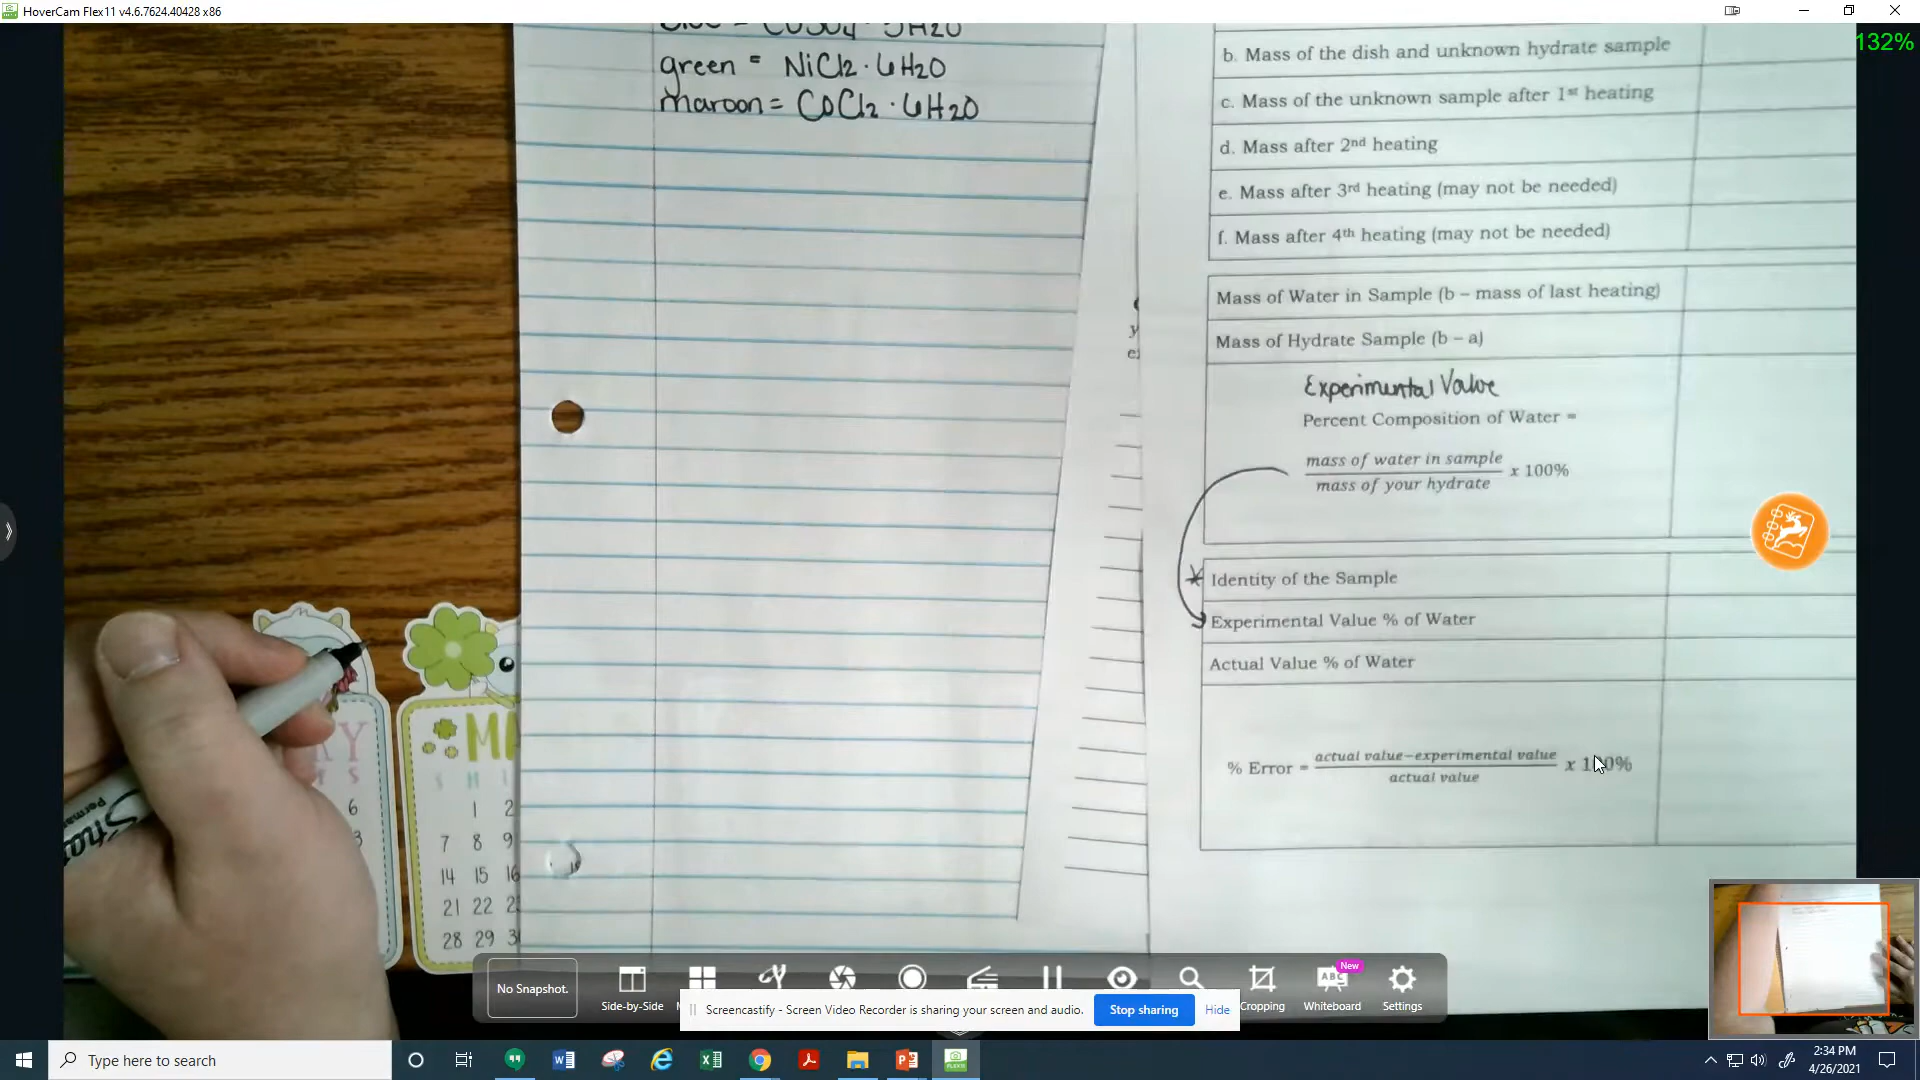 HoverCam Flex11 v4.6.7624.40428 x86
132%
blue = CuSO4 · 5H2O
green = NiCl2 · 6H2O
maroon = COCl2 · 6H2O
b. Mass of the dish and unknown hydrate sample
c. Mass of the unknown sample after 1st heating
d. Mass after 2nd heating
e. Mass after 3rd heating (may not be needed)
f. Mass after 4th heating (may not be needed)
Mass of Water in Sample (b – mass of last heating)
Mass of Hydrate Sample (b – a)
Experimental Value
Percent Composition of Water =
mass of water in sample
mass of your hydrate
x 100%
* Identity of the Sample
Experimental Value % of Water
Actual Value % of Water
% Error = 
actual value–experimental value
actual value
x 100%
S M
1 2
7 8 9
14 15 16
21 22 2
28 29 3
6
No Snapshot.
Side-by-Side
Cropping
New
ABC
Whiteboard
Settings
Screencastify - Screen Video Recorder is sharing your screen and audio.
Stop sharing
Hide
Type here to search
2:34 PM
4/26/2021